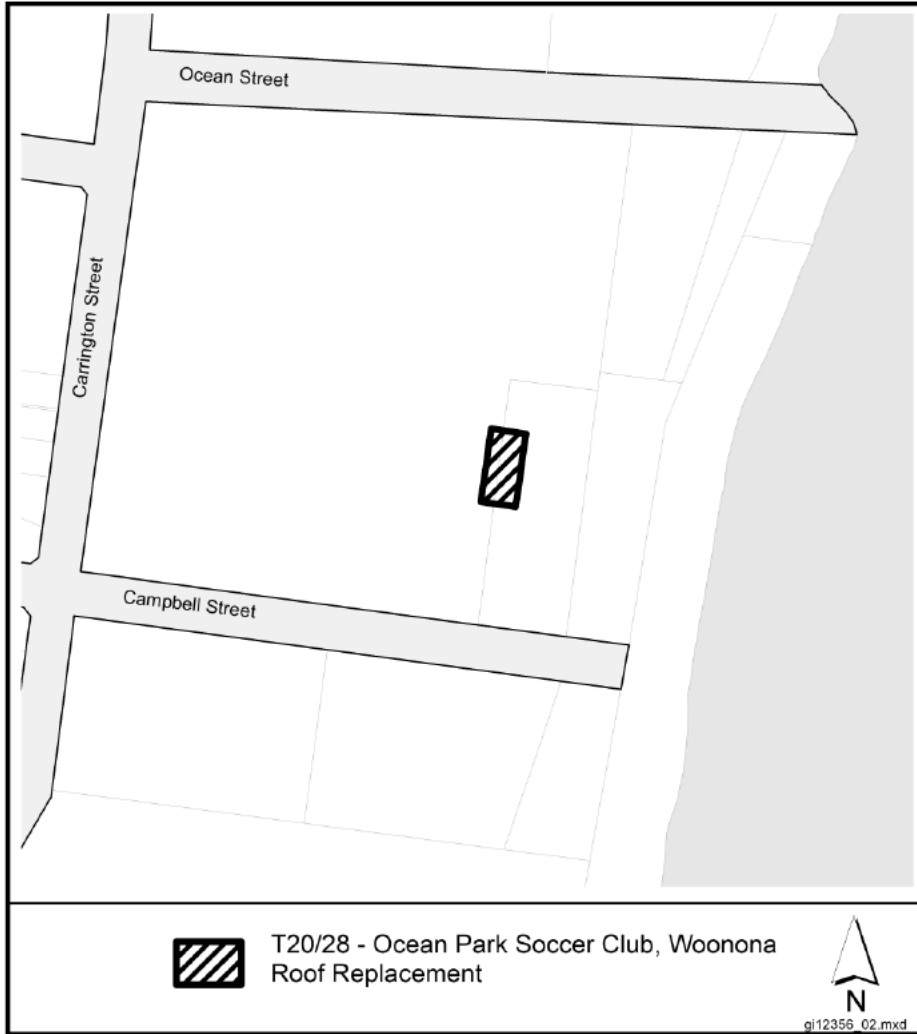 Ocean Street
Carrington Street
Campbell Street
T20/28 - Ocean Park Soccer Club, Woonona
Roof Replacement
N
gi12356_02.mxd